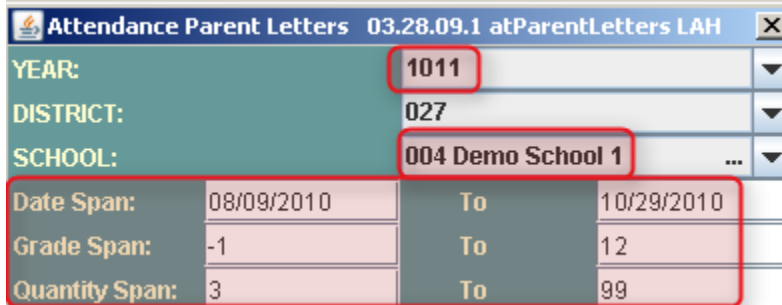 Attendance Parent Letters 03.28.09.1 atParentLetters LAH
YEAR: 1011
DISTRICT: 027
SCHOOL: 004 Demo School 1 ...
Date Span: 08/09/2010 To 10/29/2010
Grade Span: -1 To 12
Quantity Span: 3 To 99